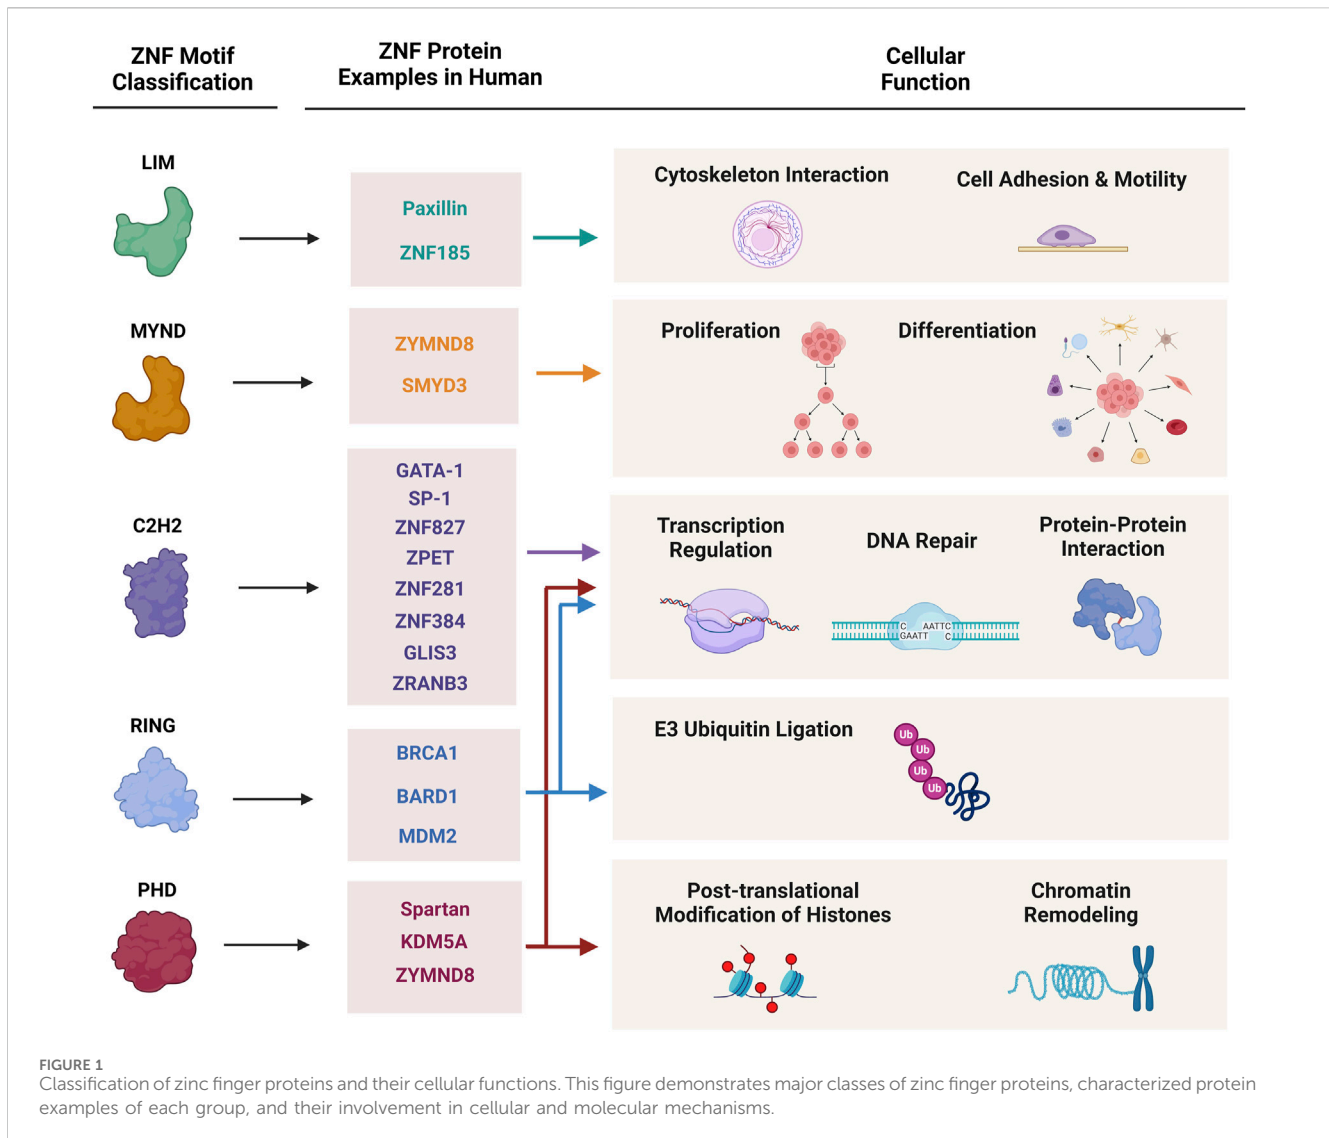 ZNF Motif
Classification
ZNF Protein
Examples in Human
Cellular
Function
LIM
Paxillin
ZNF185
Cytoskeleton Interaction
Cell Adhesion & Motility
MYND
ZYMND8
SMYD3
Proliferation
Differentiation
C2H2
GATA-1
SP-1
ZNF827
ZPET
ZNF281
ZNF384
GLIS3
ZRANB3
Transcription
Regulation
DNA Repair
C AATTC
GAATT C
Protein-Protein
Interaction
RING
BRCA1
BARD1
MDM2
E3 Ubiquitin Ligation
Ub
Ub
Ub
Ub
PHD
Spartan
KDM5A
ZYMND8
Post-translational
Modification of Histones
Chromatin
Remodeling
FIGURE 1
Classification of zinc finger proteins and their cellular functions. This figure demonstrates major classes of zinc finger proteins, characterized protein
examples of each group, and their involvement in cellular and molecular mechanisms.